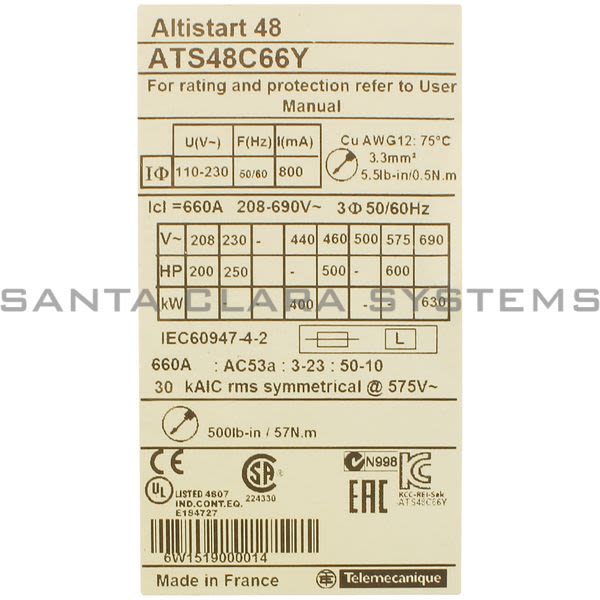 Altistart 48
ATS48C66Y
For rating and protection refer to User
Manual
U(V~) F(Hz) I(mA)
IΦ 110-230 50/60 800
Cu AWG12: 75°C
3.3mm²
5.5lb-in/0.5N.m
Icl =660A 208-690V~ 3Φ 50/60Hz
V~ 208 230 - 440 460 500 575 690
HP 200 250 - 500 - 600
SANTA CLARA SYSTEMS
kW - - 400 630
IEC60947-4-2 L
660A : AC53a : 3-23 : 50-10
30 kAIC rms symmetrical @ 575V~
500lb-in / 57N.m
CE
UL LISTED 4807
IND.CONT.EQ.
E194727
SA
224330
N998
EAC
KCC-REI-Sek
-ATS48C66Y
6W1519000014
Made in France
Telemecanique